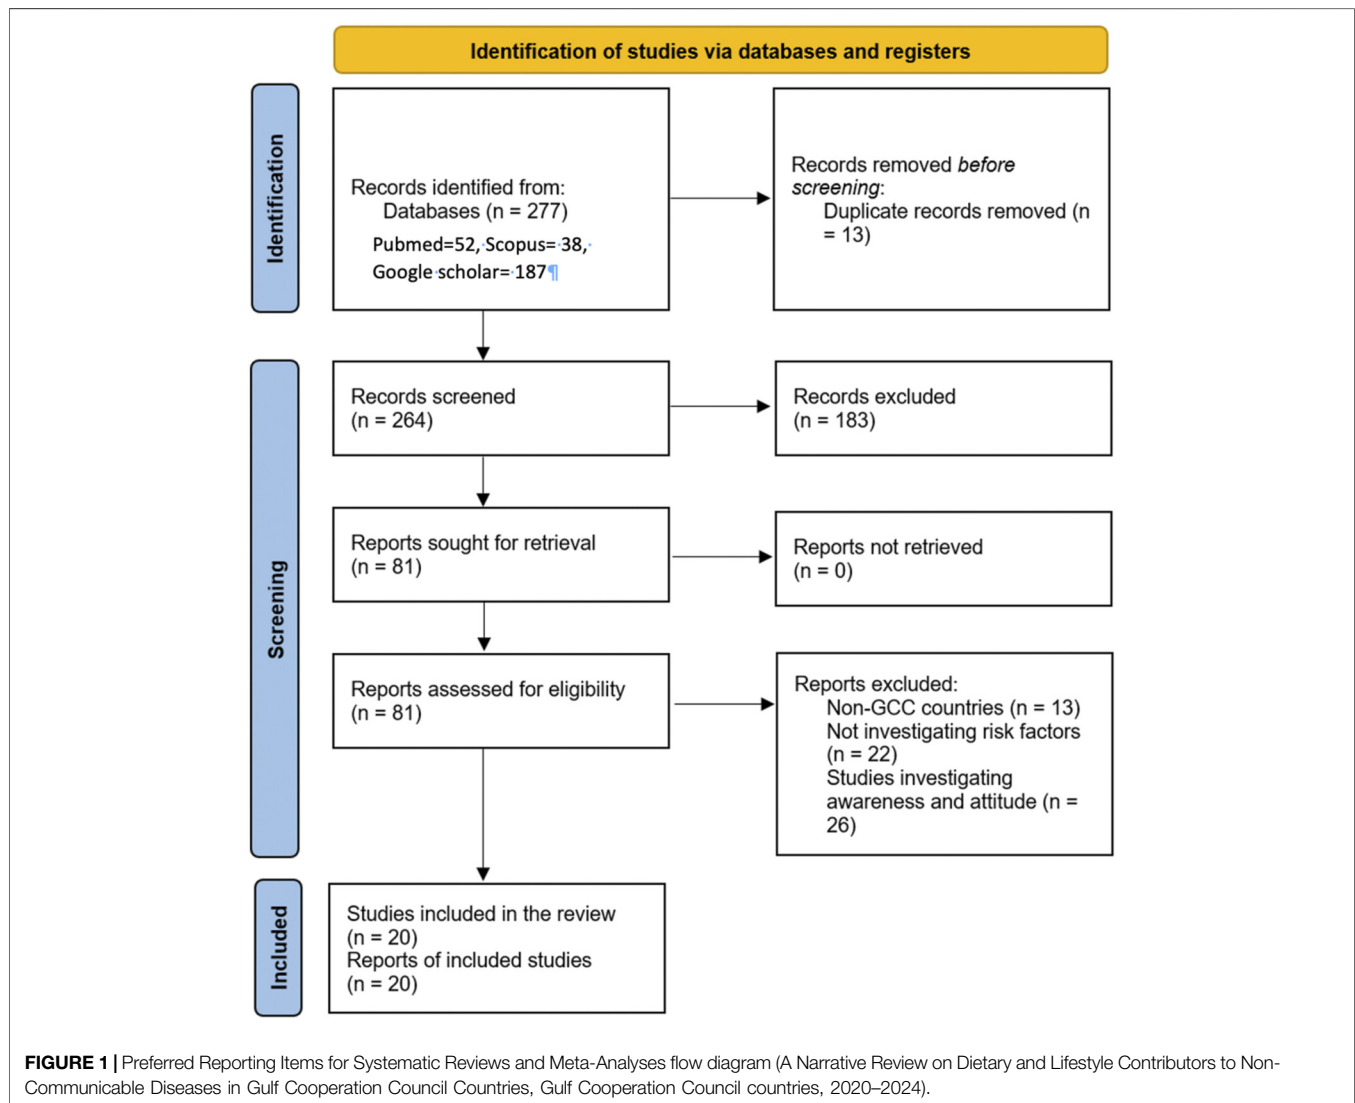 Identification of studies via databases and registers
Identification
Records identified from:
Databases (n = 277)
Pubmed=52, Scopus= 38,
Google scholar= 187¶
Records removed before
screening:
Duplicate records removed (n
= 13)
Screening
Records screened
(n = 264)
Records excluded
(n = 183)
Reports sought for retrieval
(n = 81)
Reports not retrieved
(n = 0)
Reports assessed for eligibility
(n = 81)
Reports excluded:
Non-GCC countries (n = 13)
Not investigating risk factors
(n = 22)
Studies investigating
awareness and attitude (n =
26)
Included
Studies included in the review
(n = 20)
Reports of included studies
(n = 20)
FIGURE 1 | Preferred Reporting Items for Systematic Reviews and Meta-Analyses flow diagram (A Narrative Review on Dietary and Lifestyle Contributors to Non-
Communicable Diseases in Gulf Cooperation Council Countries, Gulf Cooperation Council countries, 2020–2024).